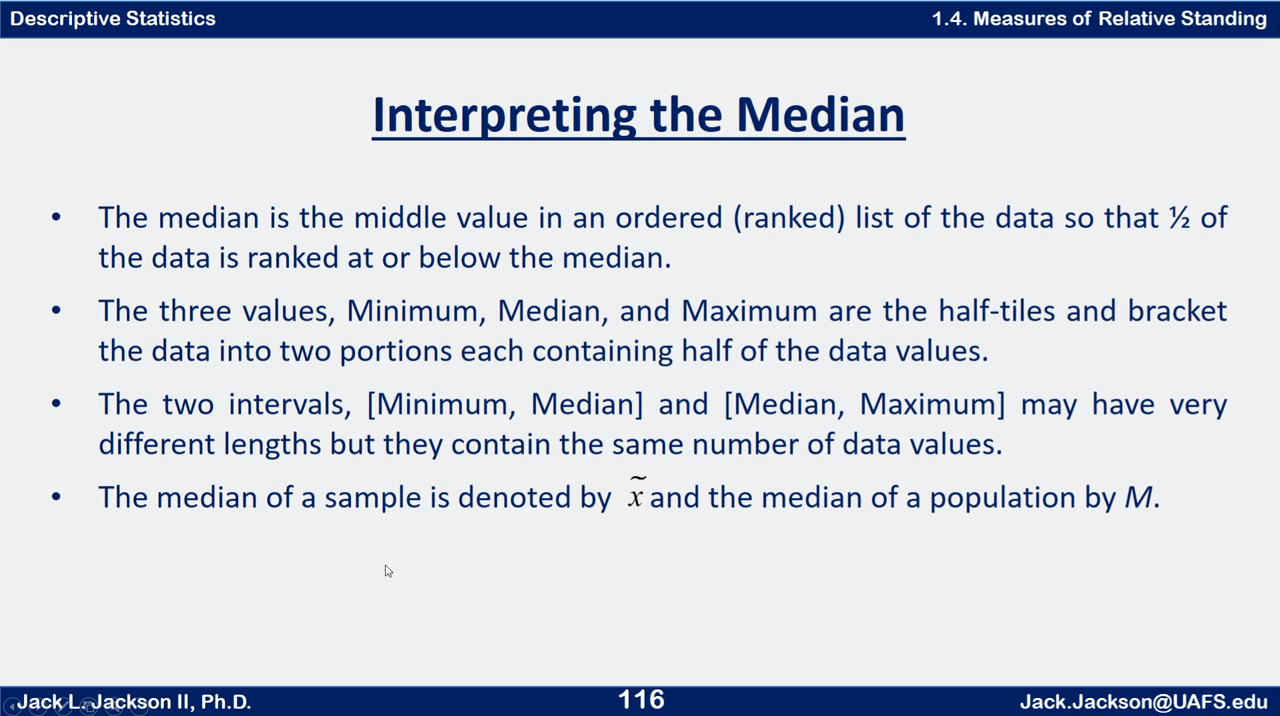 Descriptive Statistics
1.4. Measures of Relative Standing
Interpreting the Median
• The median is the middle value in an ordered (ranked) list of the data so that ½ of
the data is ranked at or below the median.
• The three values, Minimum, Median, and Maximum are the half-tiles and bracket
the data into two portions each containing half of the data values.
• The two intervals, [Minimum, Median] and [Median, Maximum] may have very
different lengths but they contain the same number of data values.
• The median of a sample is denoted by x̃ and the median of a population by M.
Jack L. Jackson II, Ph.D.
116
Jack.Jackson@UAFS.edu